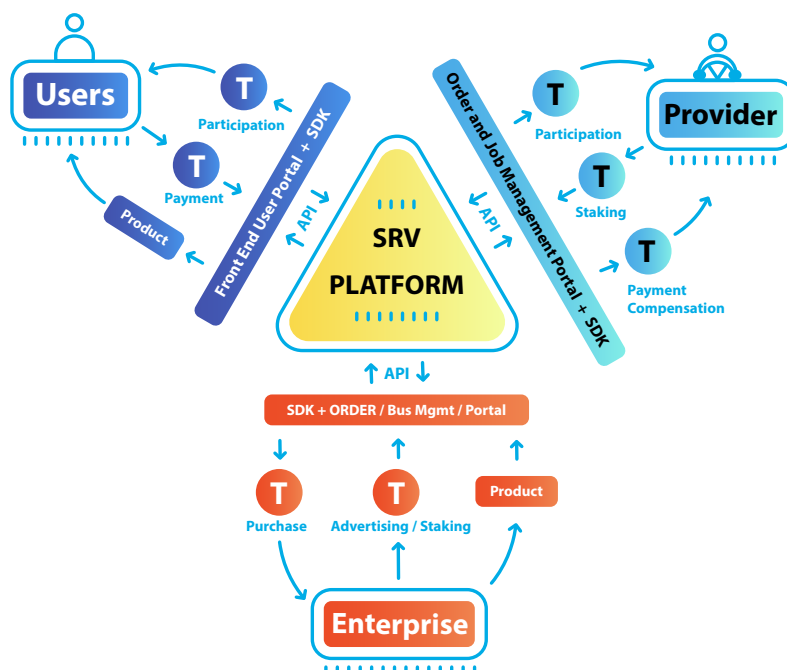 Users
T
Participation
T
Payment
Product
Front End User Portal + SDK
API
SRV
PLATFORM
API
Order and Job Management Portal + SDK
T
Participation
Provider
T
Staking
T
Payment
Compensation
API
SDK + ORDER / Bus Mgmt / Portal
T
Purchase
T
Advertising / Staking
Product
Enterprise